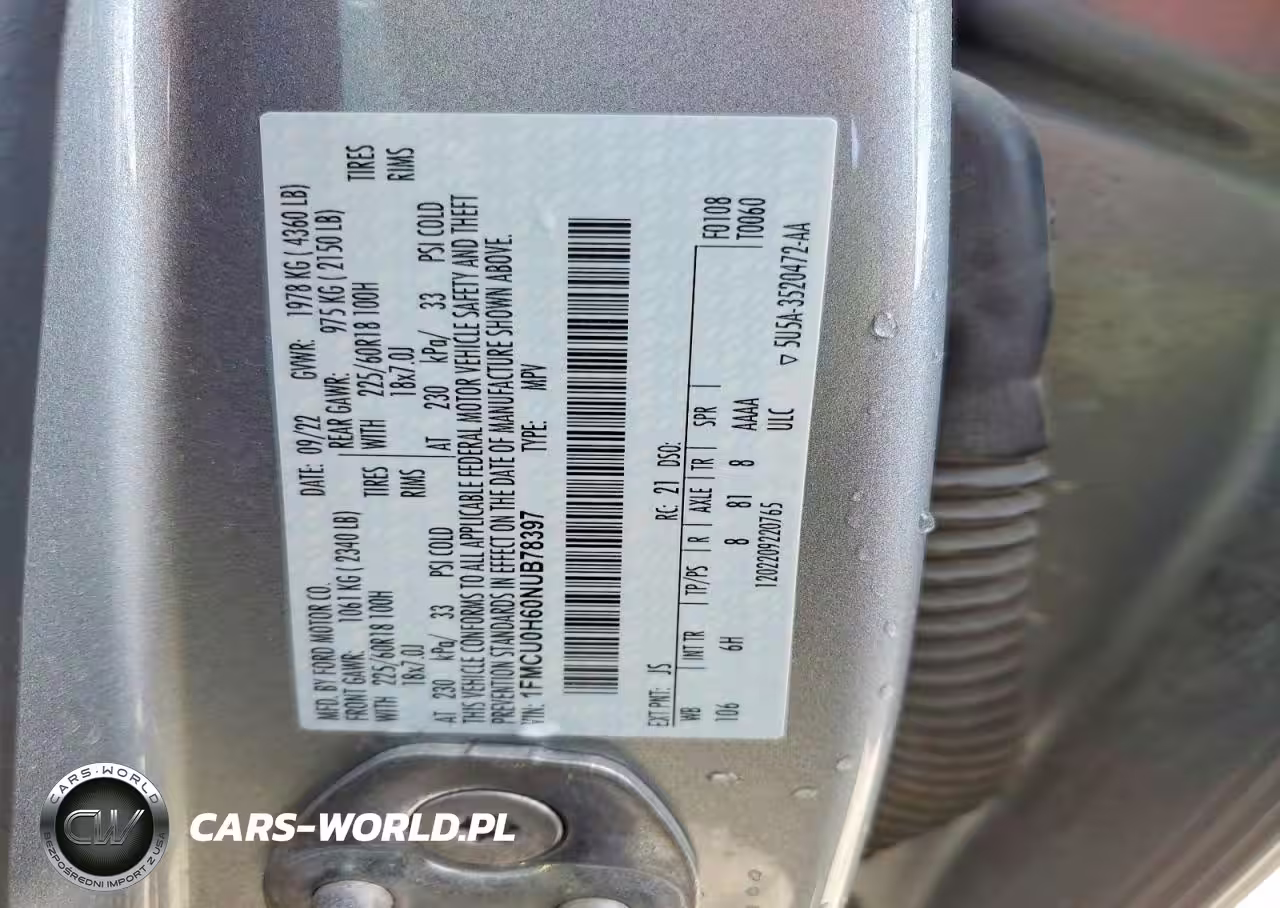 MFD. BY FORD MOTOR CO.
DATE: 09/22
GVWR: 1978 KG ( 4360 LB)
FRONT GAWR: 1061 KG ( 2340 LB)
REAR GAWR: 975 KG ( 2150 LB)
WITH 225/60R18 100H TIRES
WITH 225/60R18 100H TIRES
18x7.0J RIMS
18x7.0J RIMS
AT 230 kPa/ 33 PSI COLD
AT 230 kPa/ 33 PSI COLD
THIS VEHICLE CONFORMS TO ALL APPLICABLE FEDERAL MOTOR VEHICLE SAFETY AND THEFT
PREVENTION STANDARDS IN EFFECT ON THE DATE OF MANUFACTURE SHOWN ABOVE.
VIN: 1FMCU0H60NUB78397
TYPE: MPV
EXT PNT: JS RC: 21 DSO:
WB INT TR TP/PS R AXLE TR SPR F0108
106 6H 8 81 8 AAAA T0060
1202209220765 ULC
▽ 5U5A-3520472-AA
CARS-WORLD
CW
BEZPOŚREDNI IMPORT Z USA
CARS-WORLD.PL